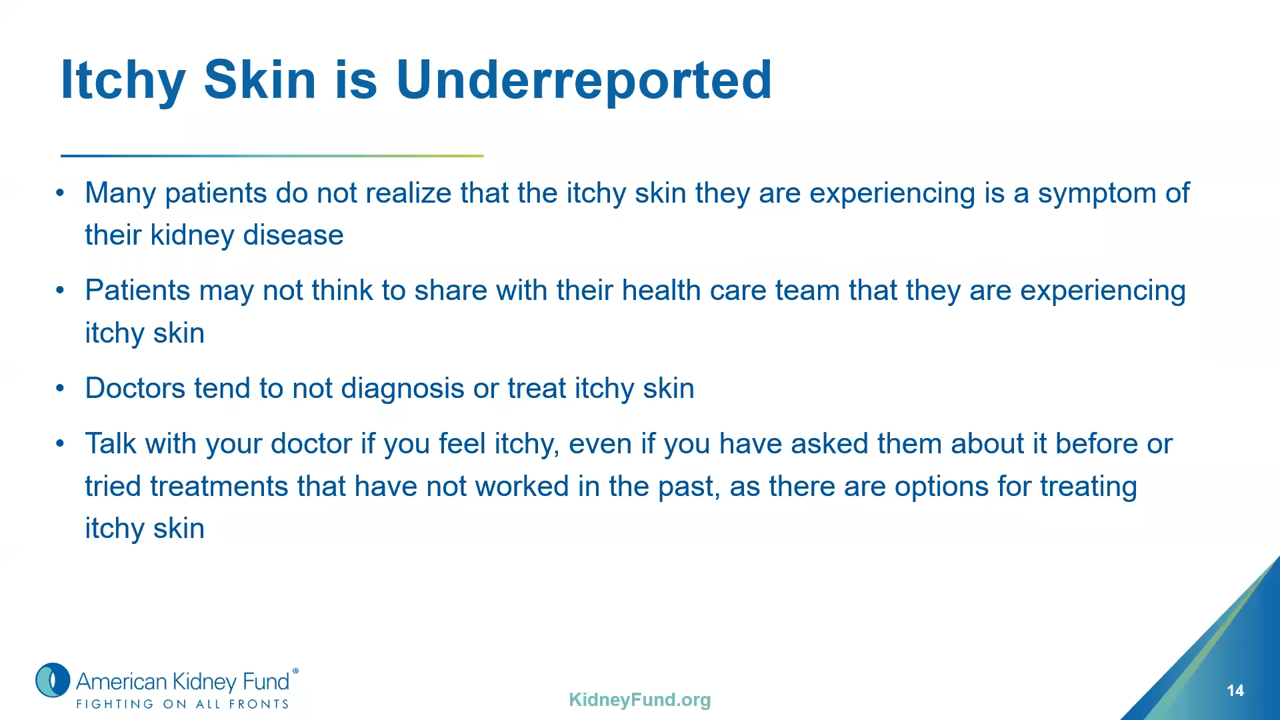 Itchy Skin is Underreported
• Many patients do not realize that the itchy skin they are experiencing is a symptom of
their kidney disease
• Patients may not think to share with their health care team that they are experiencing
itchy skin
• Doctors tend to not diagnosis or treat itchy skin
• Talk with your doctor if you feel itchy, even if you have asked them about it before or
tried treatments that have not worked in the past, as there are options for treating
itchy skin
American Kidney Fund®
FIGHTING ON ALL FRONTS
KidneyFund.org
14